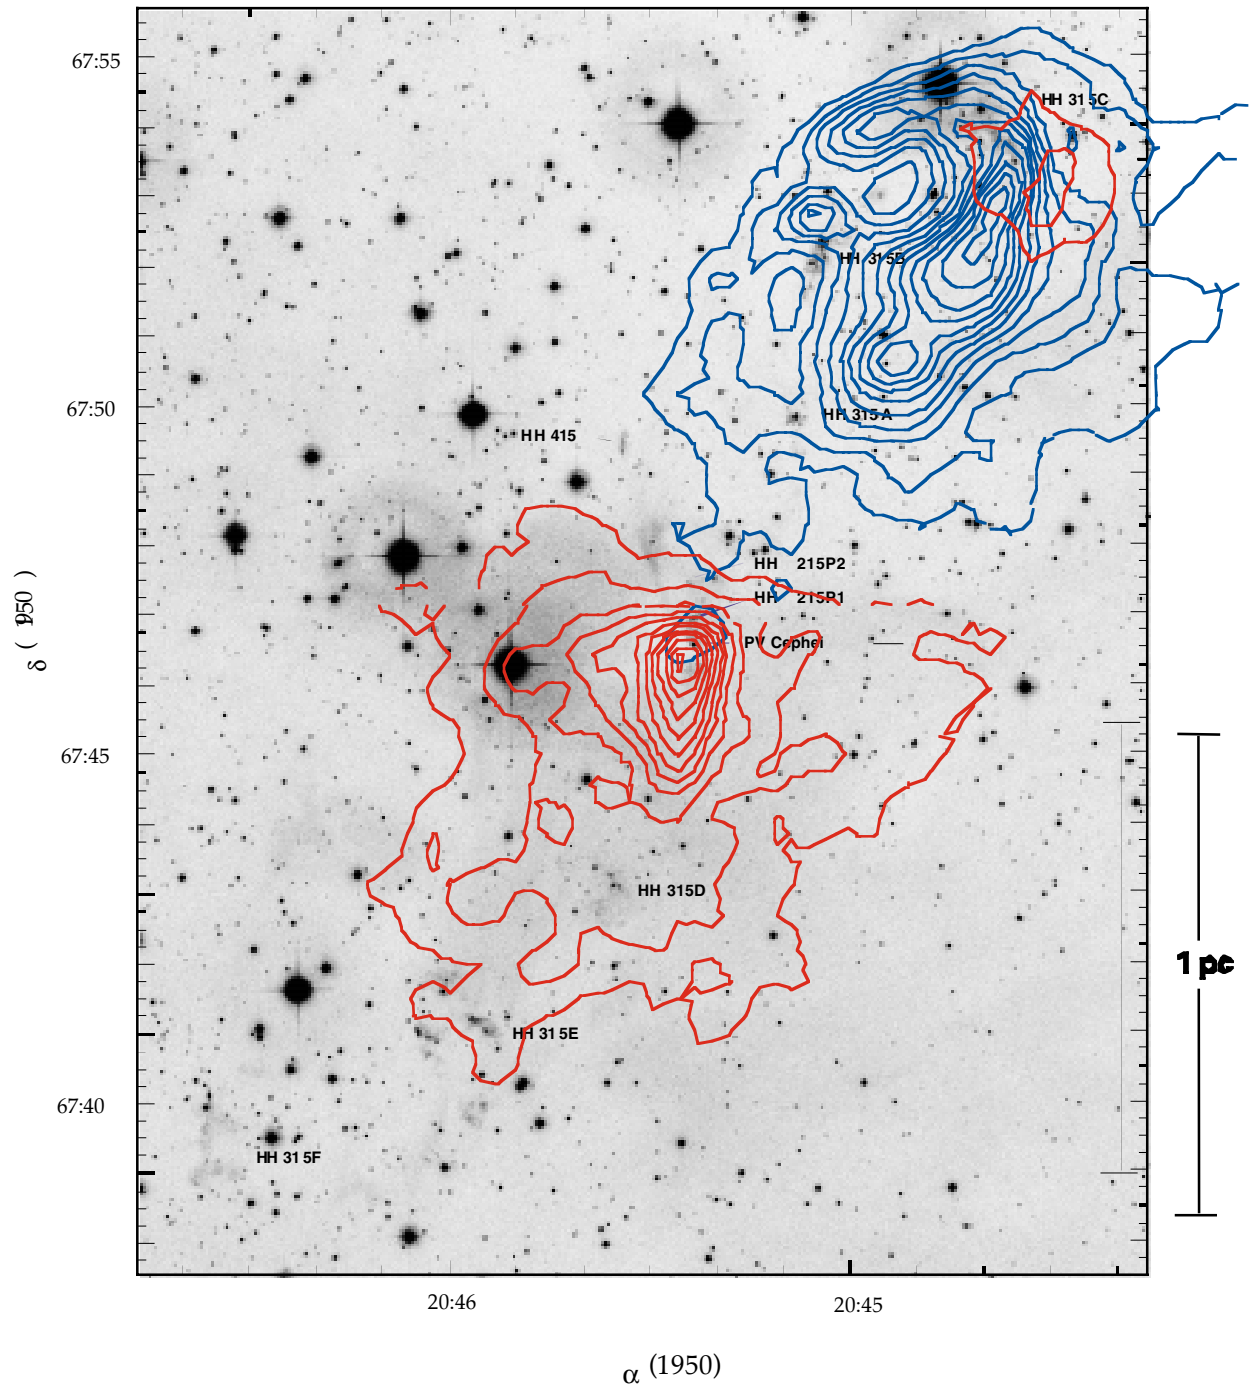 67:55
HH 315C
HH 315B
67:50
HH 315A
HH 415
HH 215P2
HH 215P1
PV Cephei
δ (1950)
67:45
HH 315D
1 pc
HH 315E
67:40
HH 315F
20:46
20:45
α (1950)